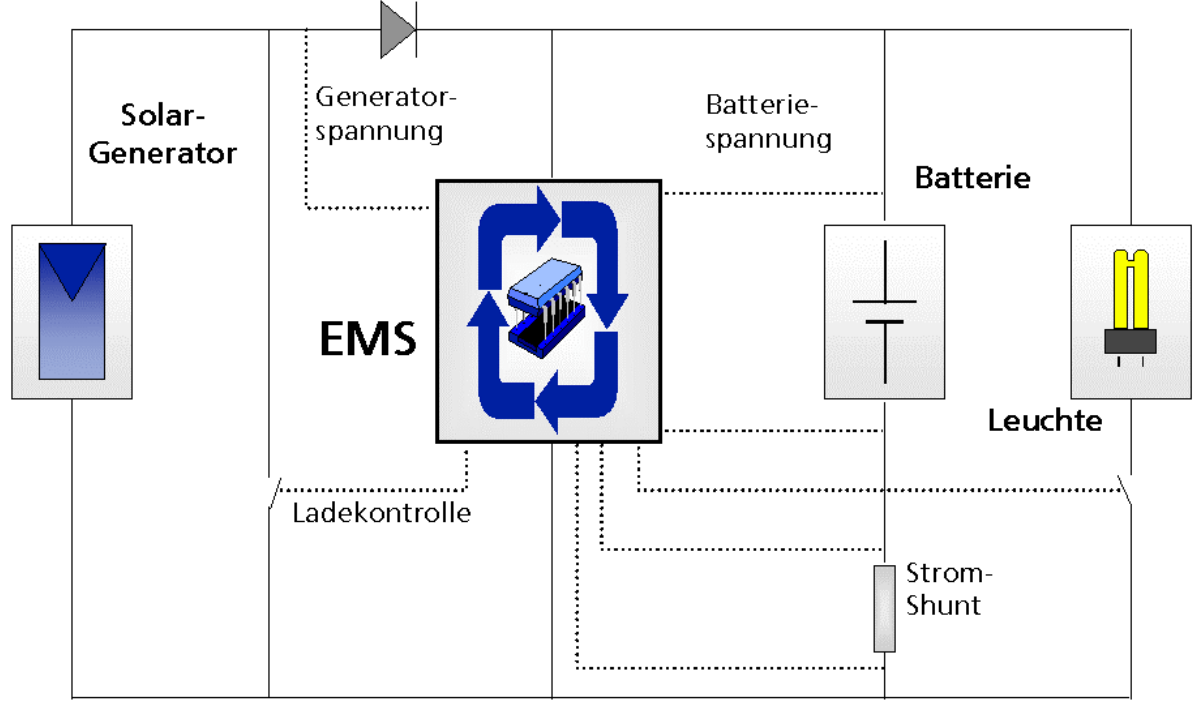 Solar-
Generator
Generator-
spannung
Batterie-
spannung
Batterie
EMS
Leuchte
Ladekontrolle
Strom-
Shunt